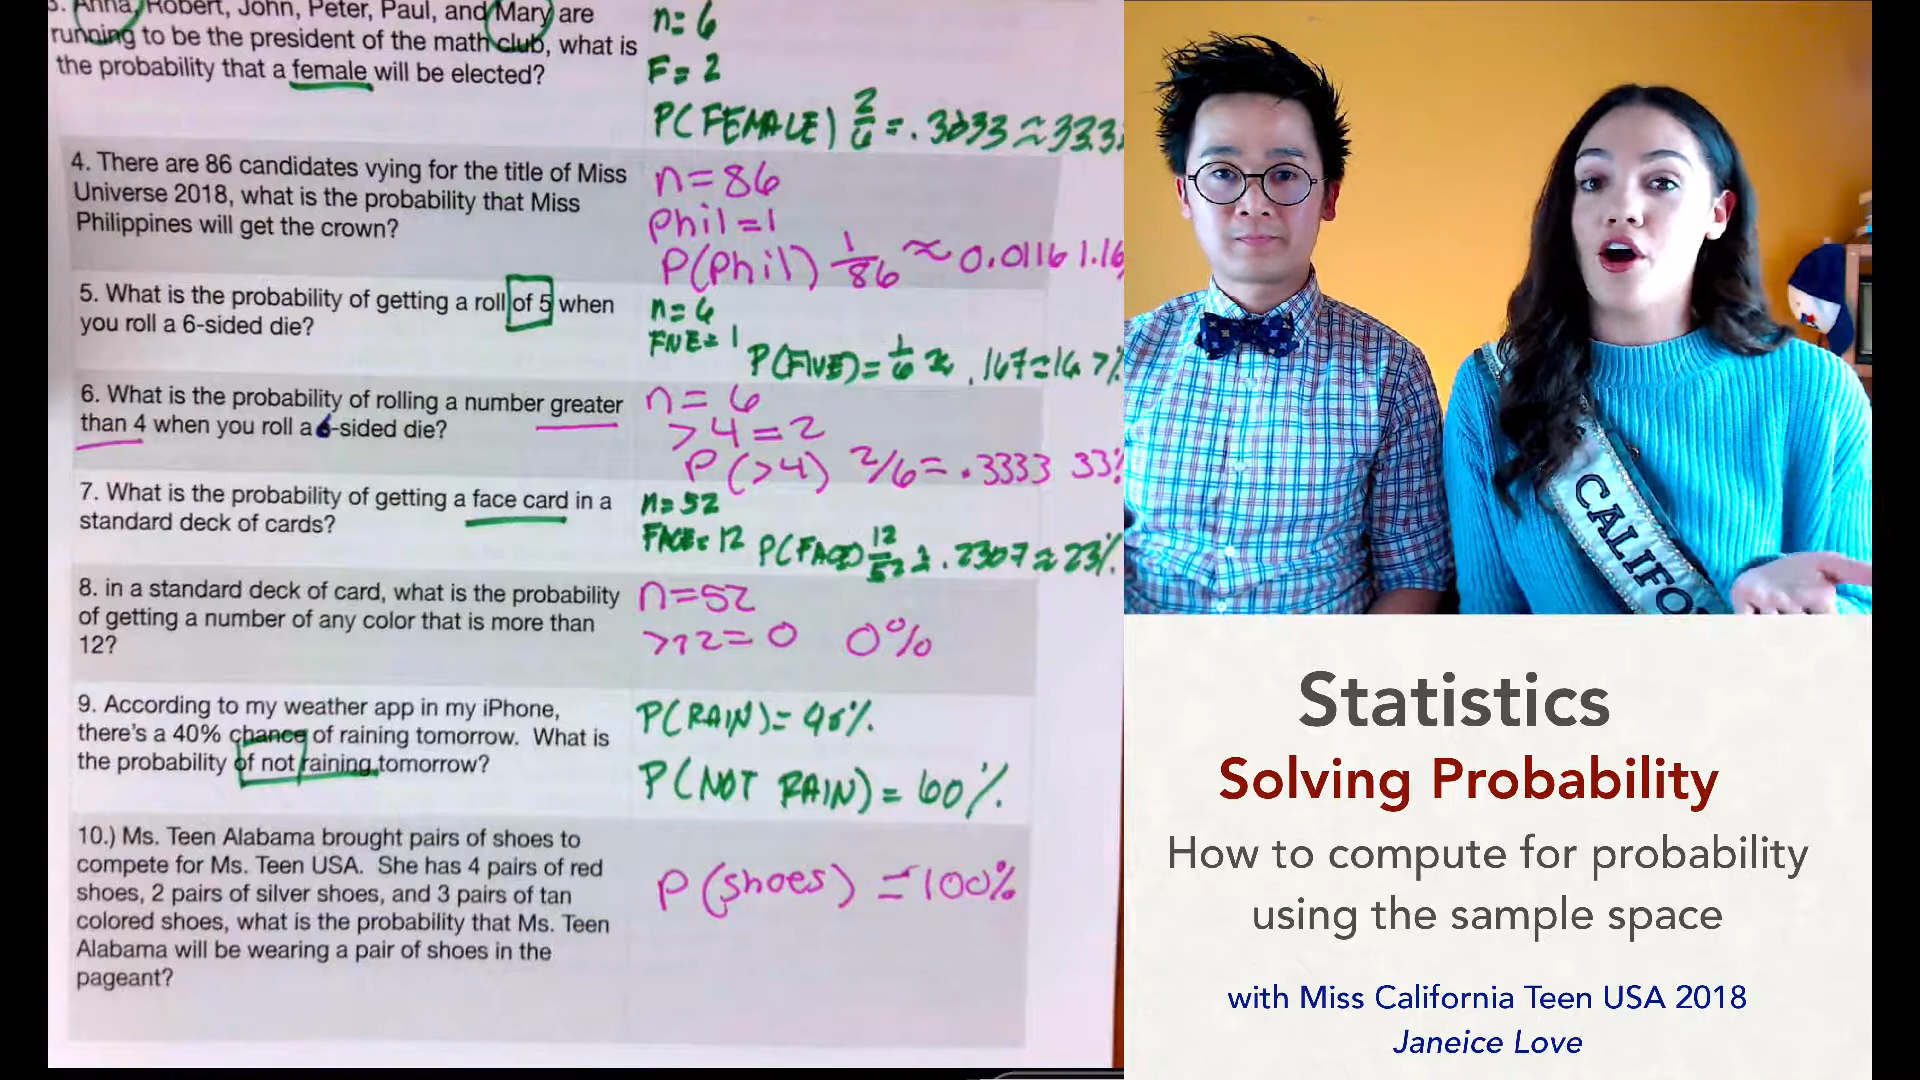 3. Anna, Robert, John, Peter, Paul, and Mary are
running to be the president of the math club, what is
the probability that a female will be elected?
n=6
F=2
P(FEMALE) 2/6 = .3333 ≈ 33.3%
4. There are 86 candidates vying for the title of Miss
Universe 2018, what is the probability that Miss
Philippines will get the crown?
n=86
Phil=1
P(Phil) 1/86 ≈ 0.0116 1.16%
5. What is the probability of getting a roll of 5 when
you roll a 6-sided die?
n=6
FIVE=1
P(FIVE)= 1/6 ≈ .167≈16.7%
6. What is the probability of rolling a number greater
than 4 when you roll a 6-sided die?
n=6
>4=2
P(>4) 2/6= .3333 33%
7. What is the probability of getting a face card in a
standard deck of cards?
n=52
FACE=12 P(FACE) 12/52 = .2307≈23%
8. in a standard deck of card, what is the probability
of getting a number of any color that is more than
12?
n=52
>12=0 0%
9. According to my weather app in my iPhone,
there's a 40% chance of raining tomorrow. What is
the probability of not raining tomorrow?
P(RAIN)=40%
P(NOT RAIN)=60%
10.) Ms. Teen Alabama brought pairs of shoes to
compete for Ms. Teen USA. She has 4 pairs of red
shoes, 2 pairs of silver shoes, and 3 pairs of tan
colored shoes, what is the probability that Ms. Teen
Alabama will be wearing a pair of shoes in the
pageant?
P(shoes) =100%
CALIFO
Statistics
Solving Probability
How to compute for probability
using the sample space
with Miss California Teen USA 2018
Janeice Love